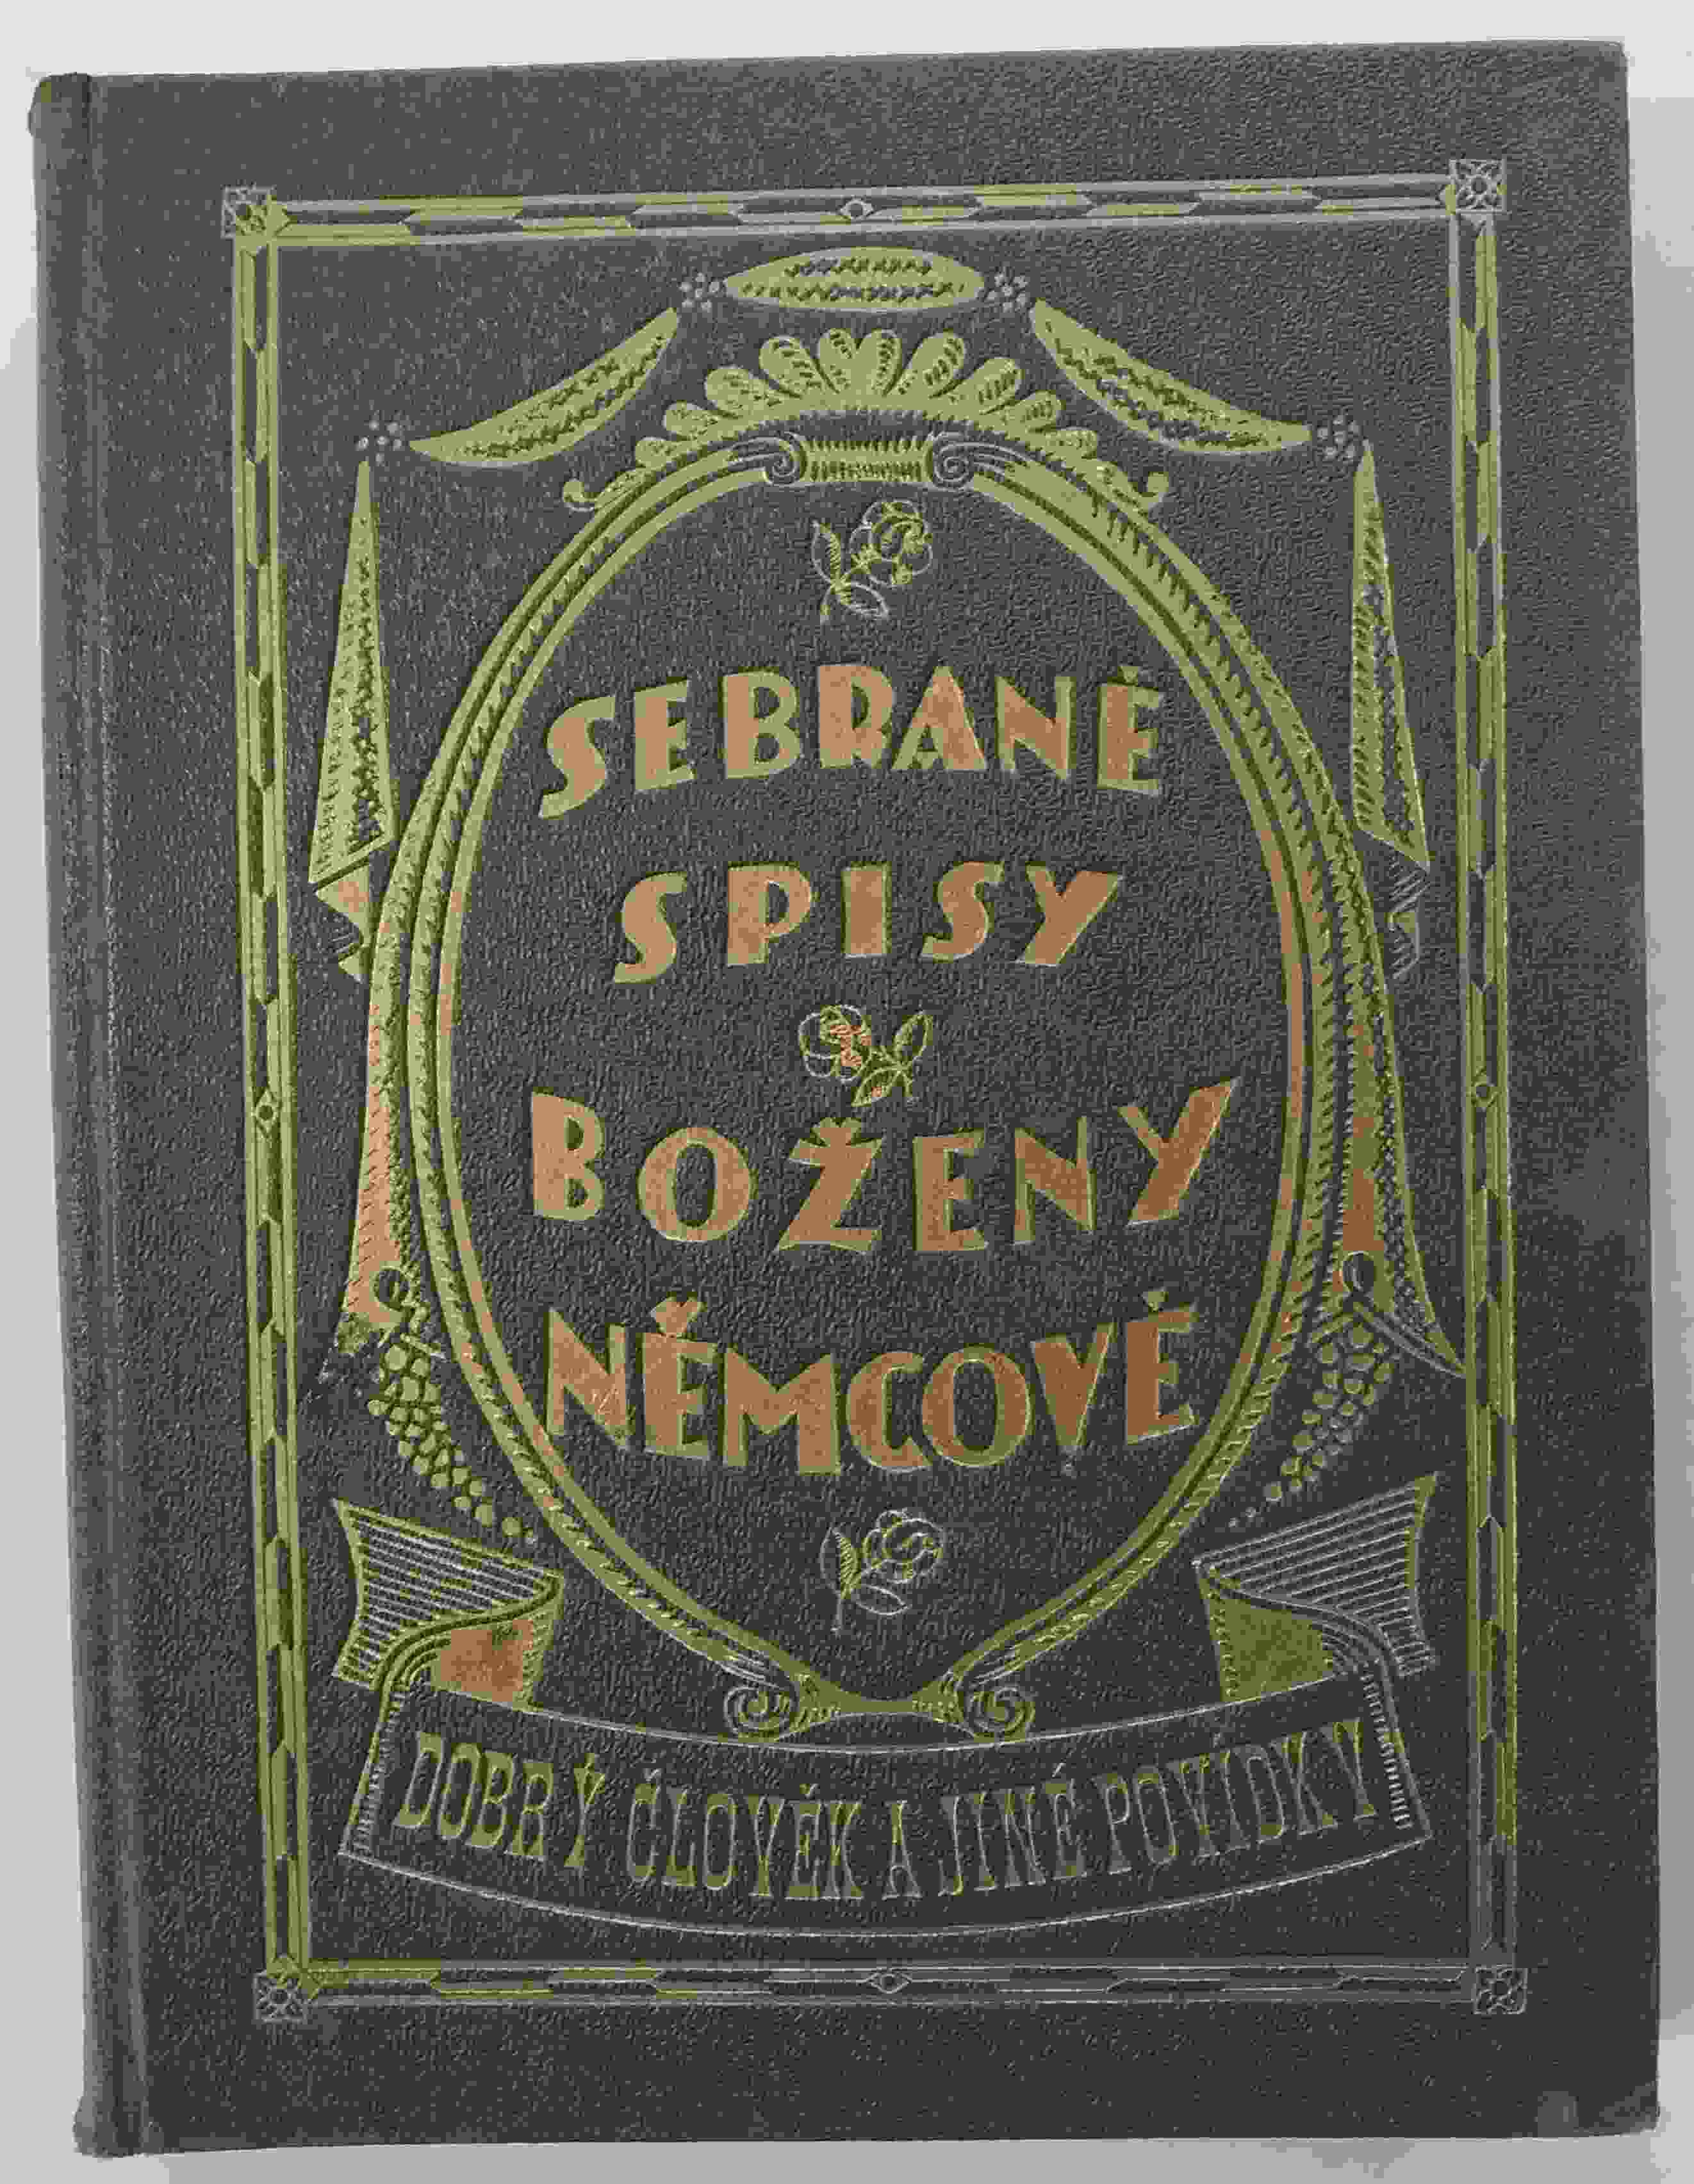 SEBRANÉ
SPISY
BOŽENY
NĚMCOVÉ
DOBRÝ ČLOVĚK A JINÉ POVÍDKY